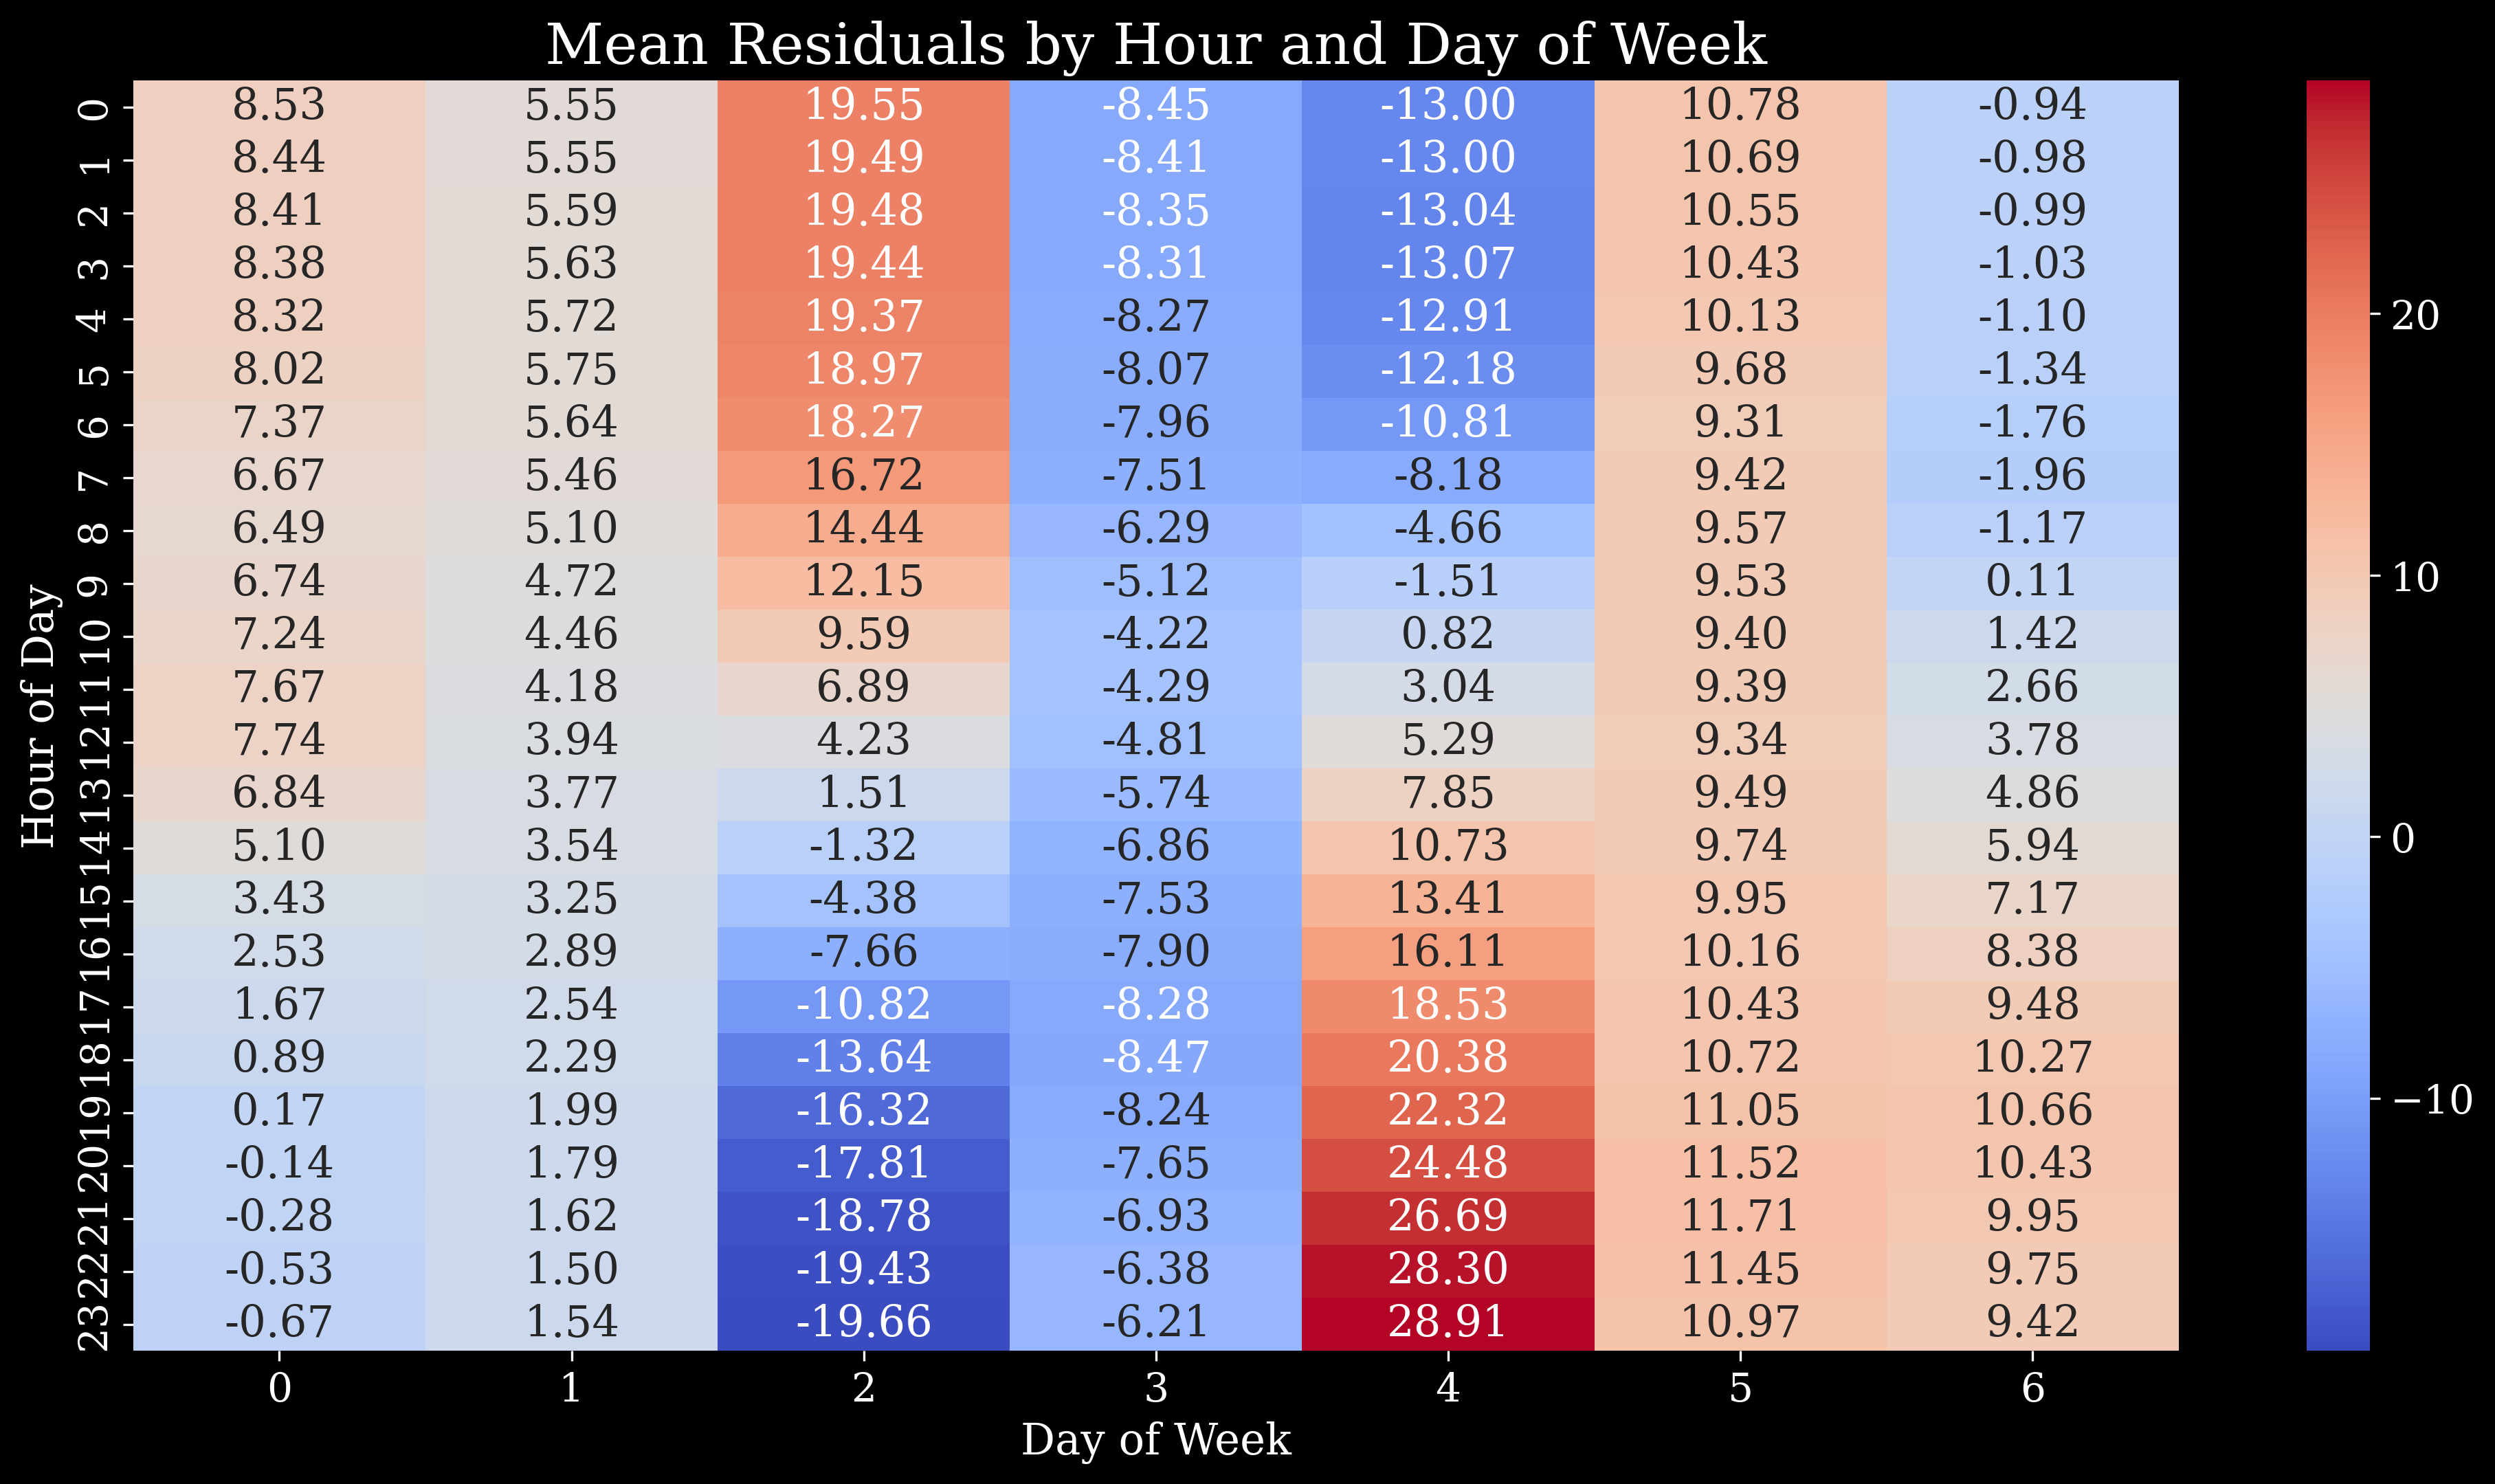 Mean Residuals by Hour and Day of Week
Hour of Day
0 8.53 5.55 19.55 -8.45 -13.00 10.78 -0.94
1 8.44 5.55 19.49 -8.41 -13.00 10.69 -0.98
2 8.41 5.59 19.48 -8.35 -13.04 10.55 -0.99
3 8.38 5.63 19.44 -8.31 -13.07 10.43 -1.03
4 8.32 5.72 19.37 -8.27 -12.91 10.13 -1.10
5 8.02 5.75 18.97 -8.07 -12.18 9.68 -1.34
6 7.37 5.64 18.27 -7.96 -10.81 9.31 -1.76
7 6.67 5.46 16.72 -7.51 -8.18 9.42 -1.96
8 6.49 5.10 14.44 -6.29 -4.66 9.57 -1.17
9 6.74 4.72 12.15 -5.12 -1.51 9.53 0.11
10 7.24 4.46 9.59 -4.22 0.82 9.40 1.42
11 7.67 4.18 6.89 -4.29 3.04 9.39 2.66
12 7.74 3.94 4.23 -4.81 5.29 9.34 3.78
13 6.84 3.77 1.51 -5.74 7.85 9.49 4.86
14 5.10 3.54 -1.32 -6.86 10.73 9.74 5.94
15 3.43 3.25 -4.38 -7.53 13.41 9.95 7.17
16 2.53 2.89 -7.66 -7.90 16.11 10.16 8.38
17 1.67 2.54 -10.82 -8.28 18.53 10.43 9.48
18 0.89 2.29 -13.64 -8.47 20.38 10.72 10.27
19 0.17 1.99 -16.32 -8.24 22.32 11.05 10.66
20 -0.14 1.79 -17.81 -7.65 24.48 11.52 10.43
21 -0.28 1.62 -18.78 -6.93 26.69 11.71 9.95
22 -0.53 1.50 -19.43 -6.38 28.30 11.45 9.75
23 -0.67 1.54 -19.66 -6.21 28.91 10.97 9.42
0 1 2 3 4 5 6
Day of Week
20
10
0
−10